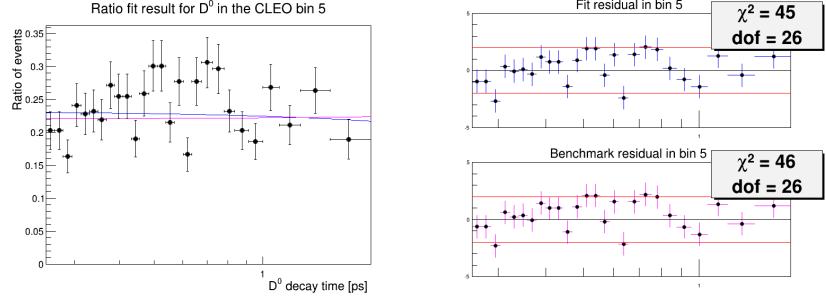 Ratio fit result for D⁰ in the CLEO bin 5
Ratio of events
0.35
0.3
0.25
0.2
0.15
0.1
0.05
0
1
D⁰ decay time [ps]
Fit residual in bin 5
χ² = 45
dof = 26
5
0
-5
1
Benchmark residual in bin 5
χ² = 46
dof = 26
5
0
-5
1